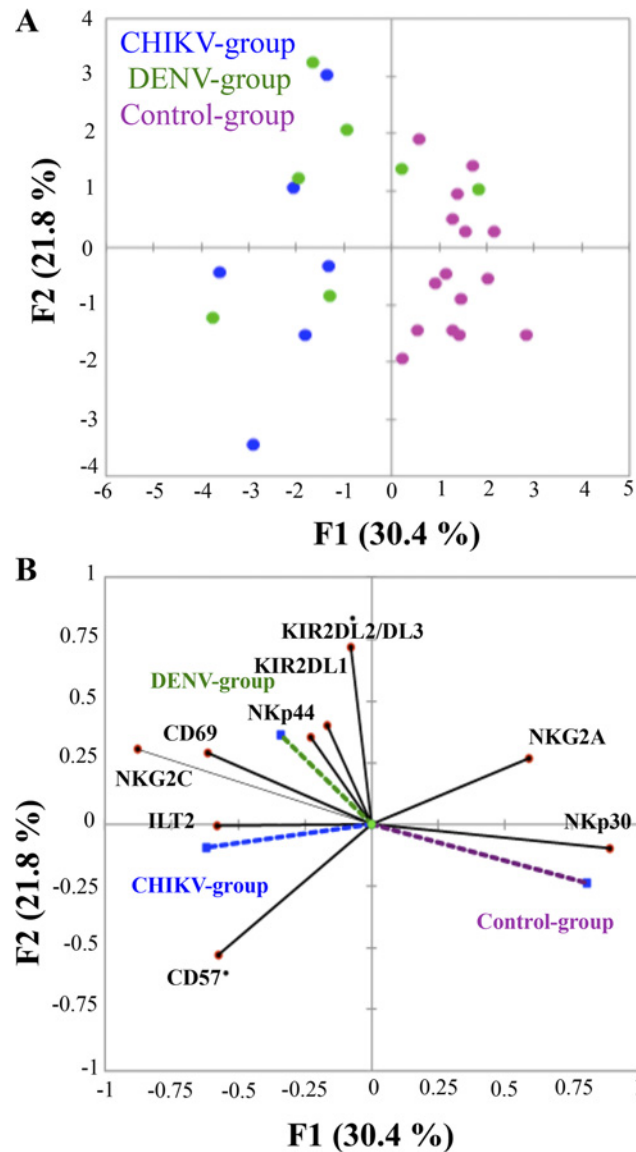 A
CHIKV-group
DENV-group
Control-group
4
3
2
1
0
-1
-2
-3
-4
F2 (21.8 %)
-6 -5 -4 -3 -2 -1 0 1 2 3 4 5
F1 (30.4 %)
B
1
0.75
0.5
0.25
0
-0.25
-0.5
-0.75
-1
F2 (21.8 %)
KIR2DL2/DL3
KIR2DL1
DENV-group
NKp44
CD69
NKG2A
NKG2C
ILT2
NKp30
CHIKV-group
Control-group
CD57*
-1 -0.75 -0.5 -0.25 0 0.25 0.5 0.75 1
F1 (30.4 %)